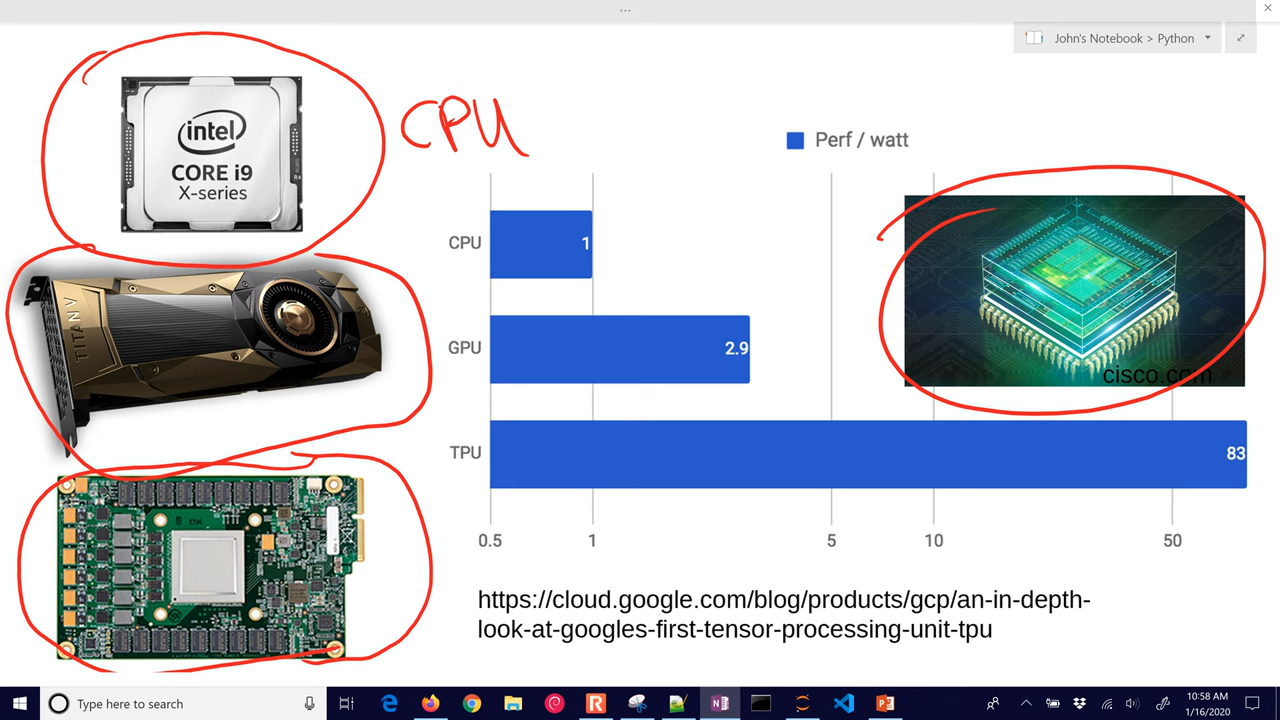 ...
John's Notebook > Python
intel
CORE i9
X-series
CPU
Perf / watt
CPU
1
GPU
2.9
TPU
83
0.5 1 5 10 50
TITAN V
cisco.com
https://cloud.google.com/blog/products/gcp/an-in-depth-
look-at-googles-first-tensor-processing-unit-tpu
Type here to search
10:58 AM
1/16/2020